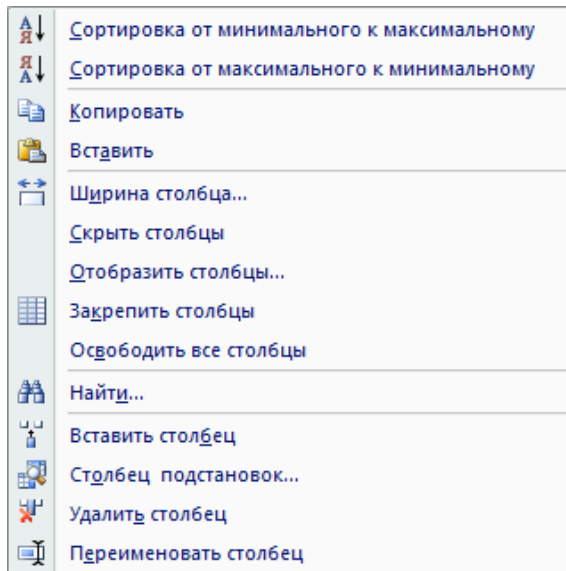 Сортировка от минимального к максимальному
Сортировка от максимального к минимальному
Копировать
Вставить
Ширина столбца...
Скрыть столбцы
Отобразить столбцы...
Закрепить столбцы
Освободить все столбцы
Найти...
Вставить столбец
Столбец подстановок...
Удалить столбец
Переименовать столбец